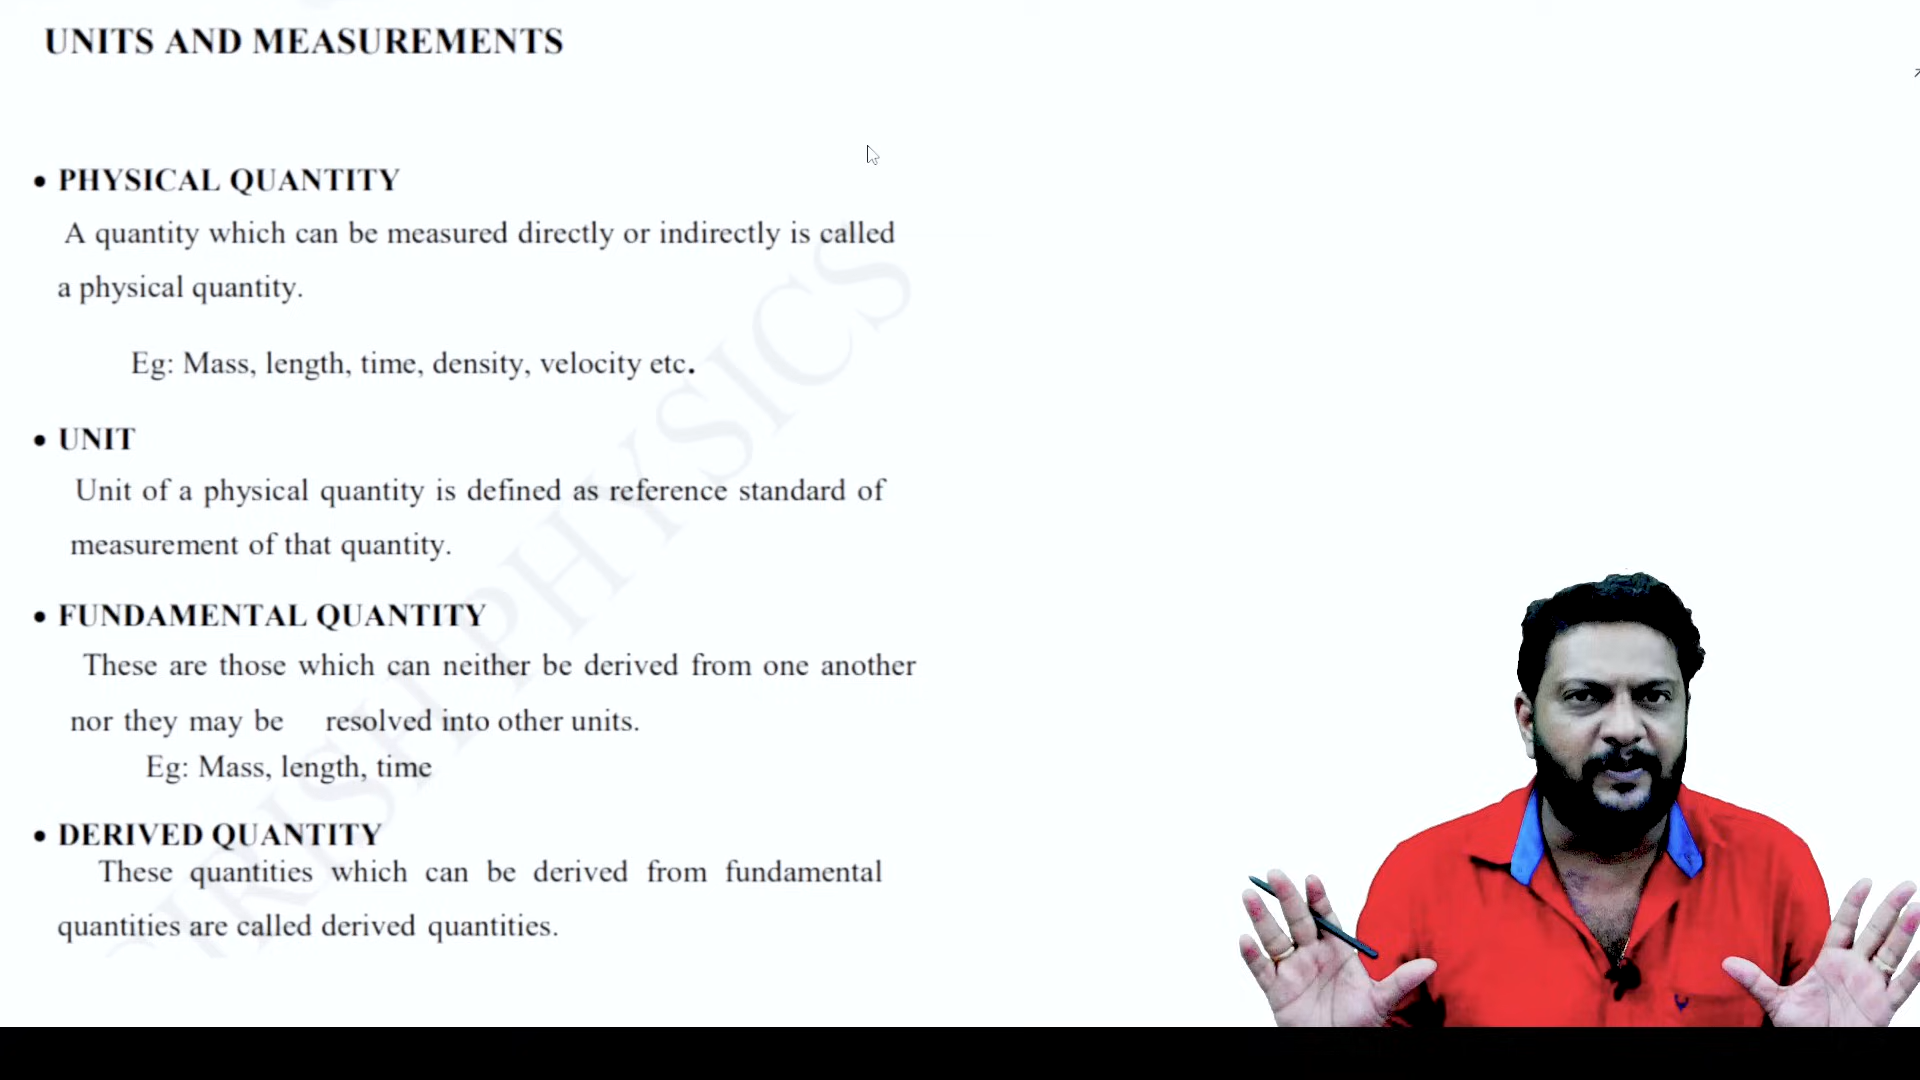 UNITS AND MEASUREMENTS
• PHYSICAL QUANTITY
A quantity which can be measured directly or indirectly is called
a physical quantity.
Eg: Mass, length, time, density, velocity etc.
• UNIT
Unit of a physical quantity is defined as reference standard of
measurement of that quantity.
• FUNDAMENTAL QUANTITY
These are those which can neither be derived from one another
nor they may be resolved into other units.
Eg: Mass, length, time
• DERIVED QUANTITY
These quantities which can be derived from fundamental
quantities are called derived quantities.
PHYSICS